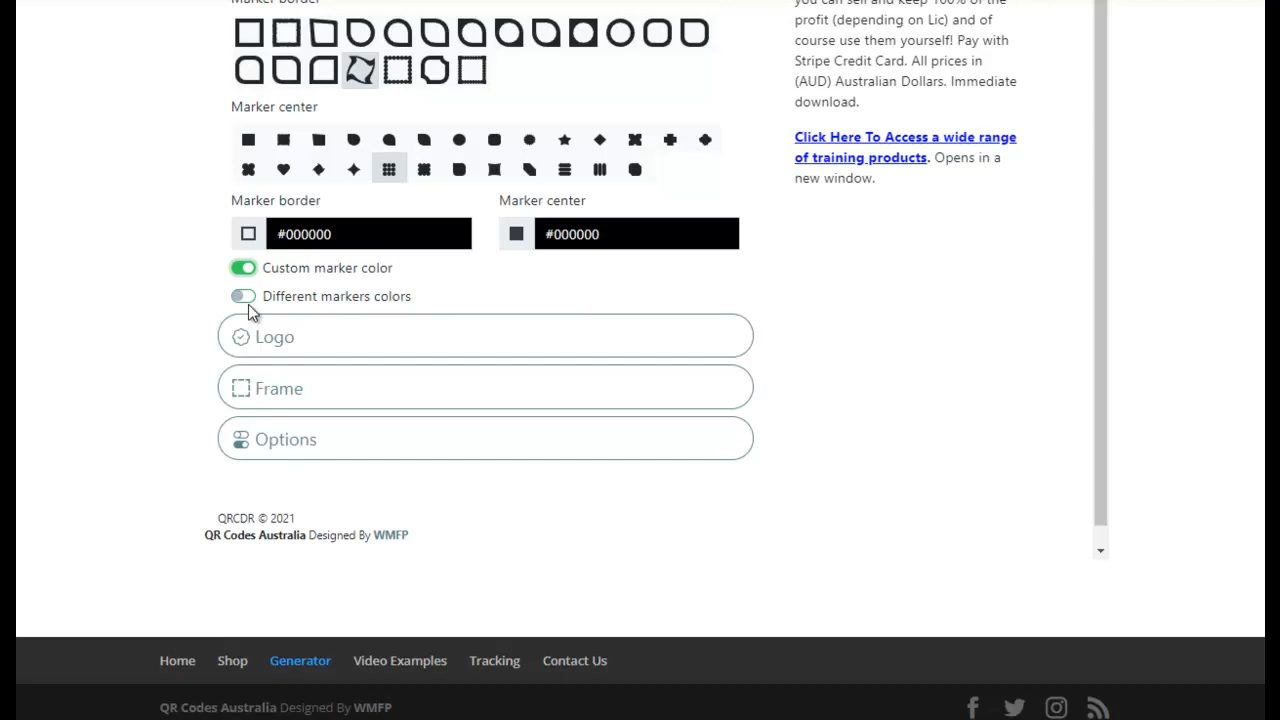 Marker border
you can sell and keep 100% of the
profit (depending on Lic) and of
course use them yourself! Pay with
Stripe Credit Card. All prices in
(AUD) Australian Dollars. Immediate
download.
Marker center
Click Here To Access a wide range
of training products. Opens in a
new window.
Marker border
Marker center
#000000
#000000
Custom marker color
Different markers colors
Logo
Frame
Options
QRCDR © 2021
QR Codes Australia Designed By WMFP
Home Shop Generator Video Examples Tracking Contact Us
QR Codes Australia Designed By WMFP